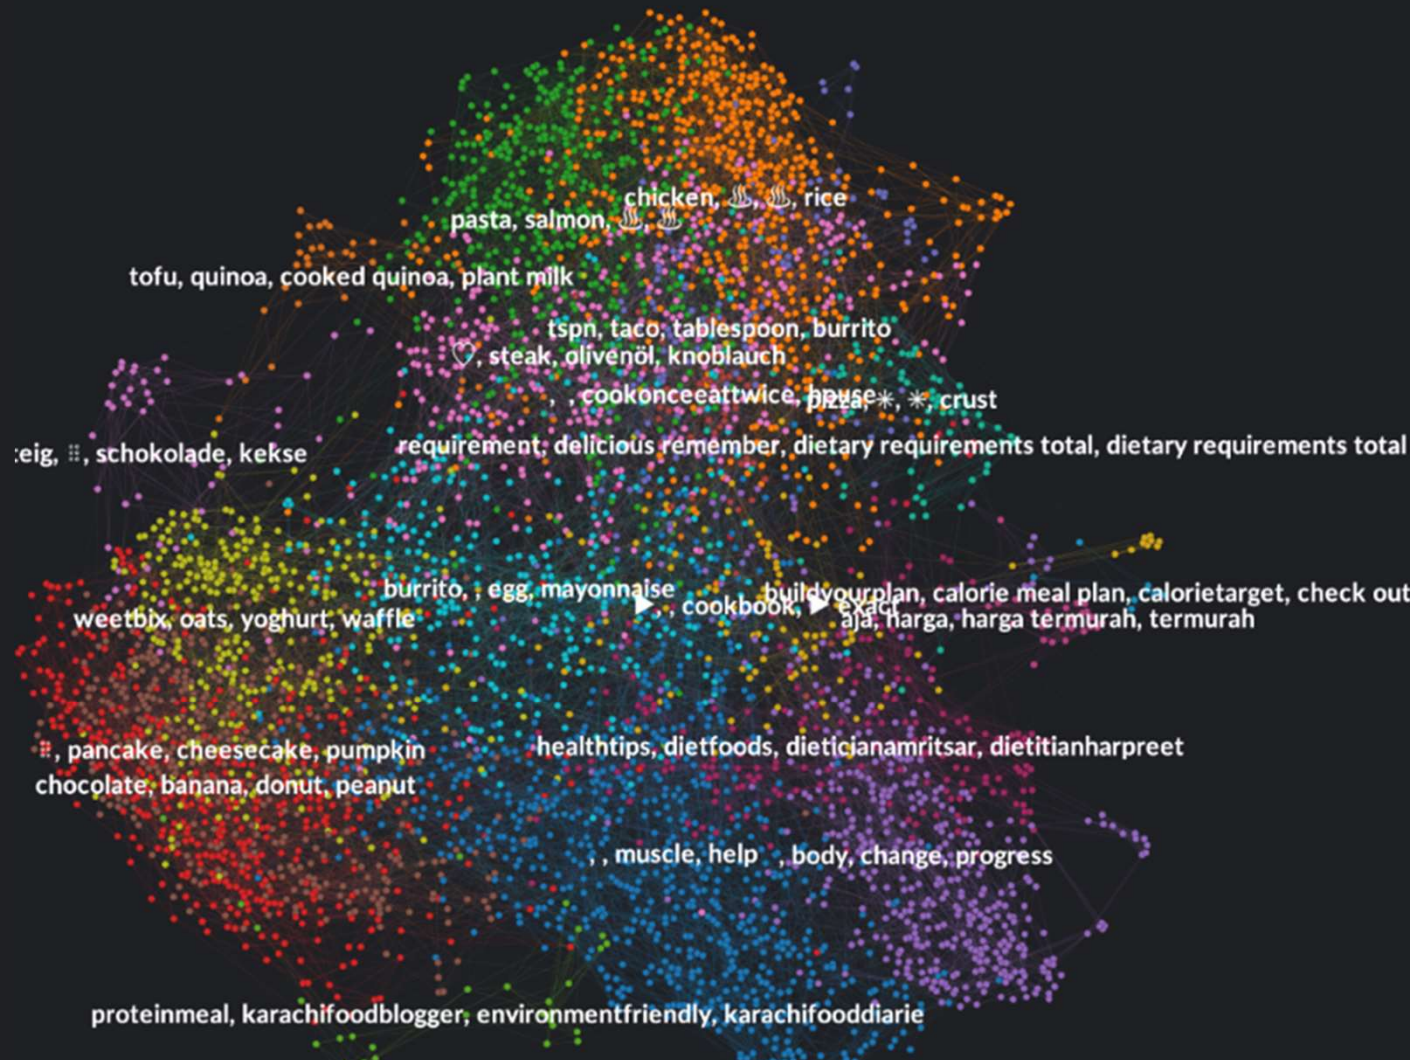 chicken, ♨, ♨, rice
pasta, salmon, ♨, ♨
tofu, quinoa, cooked quinoa, plant milk
tspn, taco, tablespoon, burrito
♡, steak, olivenöl, knoblauch
, , cookonceeattwice, house
pizza, ✳, ✳, crust
requirement, delicious remember, dietary requirements total, dietary requirements total
eig, ⠿, schokolade, kekse
burrito, , egg, mayonnaise
buildyourplan, calorie meal plan, calorietarget, check out
▶, , cookbook, ▶ exact
aja, harga, harga termurah, termurah
weetbix, oats, yoghurt, waffle
healthtips, dietfoods, dieticianamritsar, dietitianharpreet
⠿, pancake, cheesecake, pumpkin
chocolate, banana, donut, peanut
, , muscle, help
, body, change, progress
proteinmeal, karachifoodblogger, environmentfriendly, karachifooddiarie